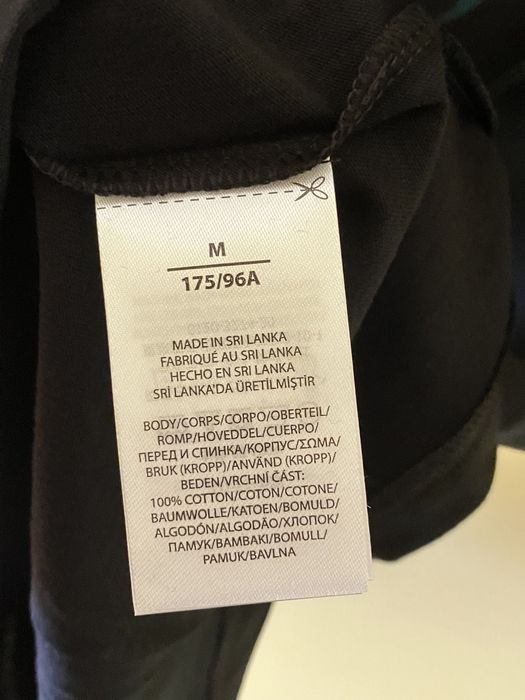 M
175/96A
MADE IN SRI LANKA
FABRIQUÉ AU SRI LANKA
HECHO EN SRI LANKA
SRİ LANKA'DA ÜRETİLMİŞTİR
BODY/CORPS/CORPO/OBERTEIL/
ROMP/HOVEDDEL/CUERPO/
ПЕРЕД И СПИНКА/КОРПУС/ΣΩΜΑ/
BRUK (KROPP)/ANVÄND (KROPP)/
BEDEN/VRCHNÍ ČÁST:
100% COTTON/COTON/COTONE/
BAUMWOLLE/KATOEN/BOMULD/
ALGODÓN/ALGODÃO/ХЛОПОК/
ПАМУК/ΒΑΜΒΑΚΙ/BOMULL/
PAMUK/BAVLNA